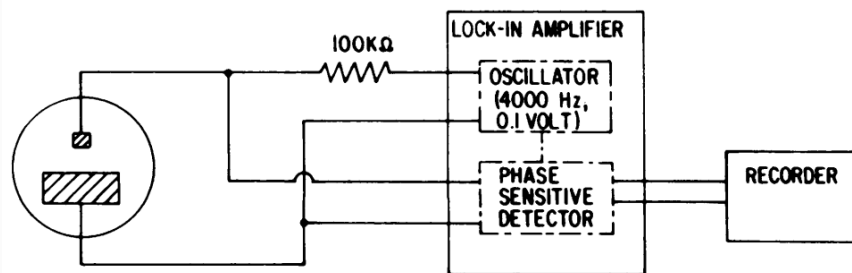 LOCK-IN AMPLIFIER
100KΩ
OSCILLATOR
(4000 Hz,
0.1 VOLT)
PHASE
SENSITIVE
DETECTOR
RECORDER